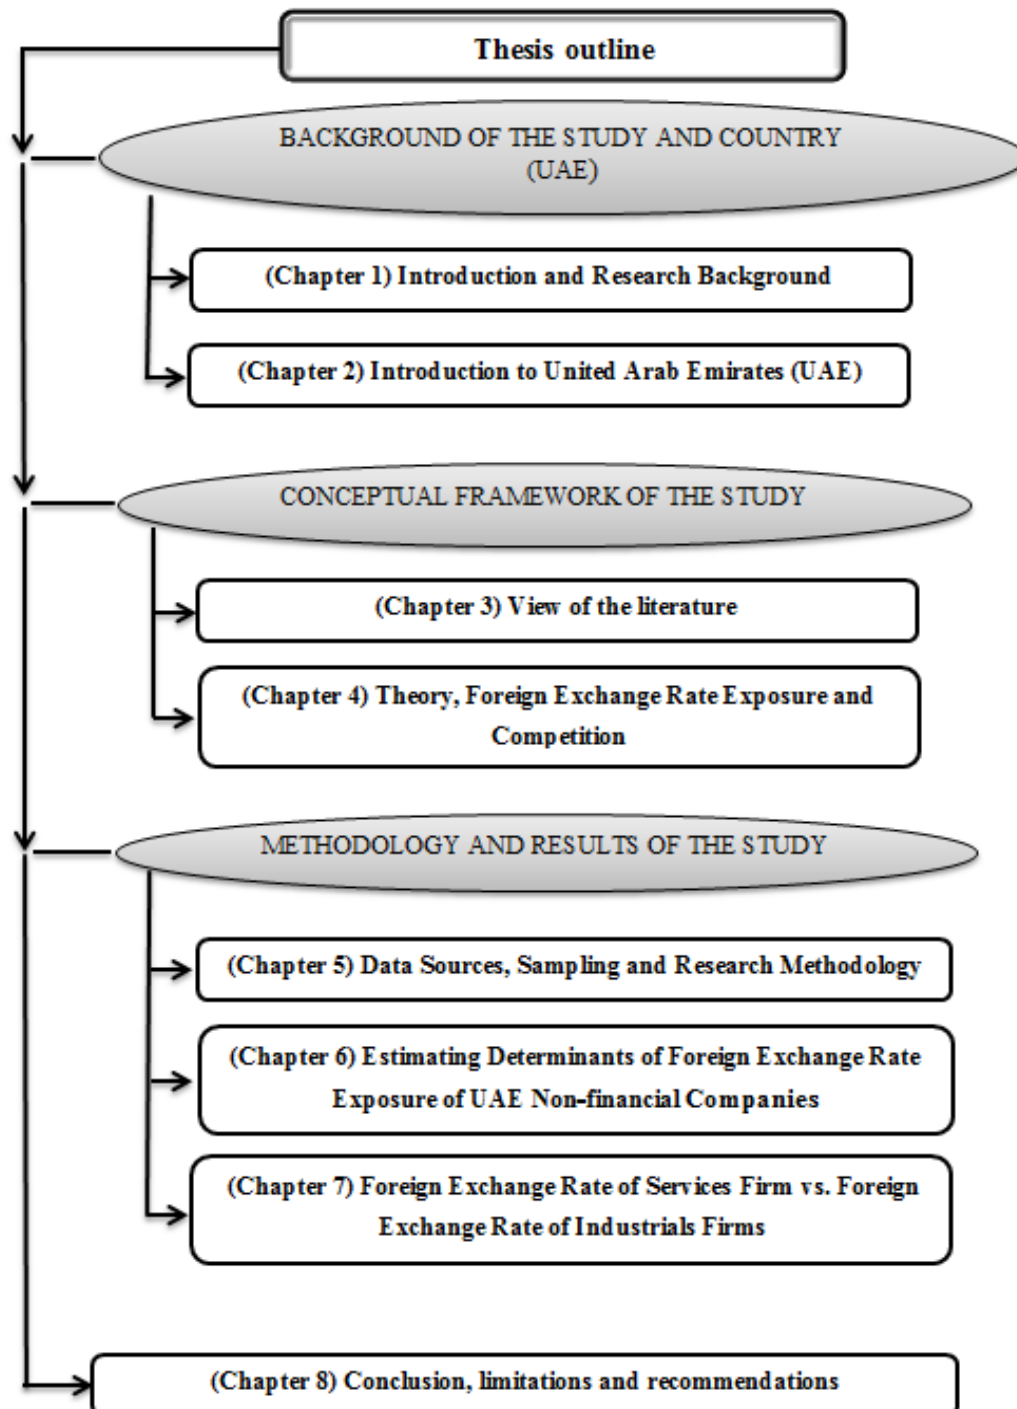 Thesis outline
BACKGROUND OF THE STUDY AND COUNTRY
(UAE)
(Chapter 1) Introduction and Research Background
(Chapter 2) Introduction to United Arab Emirates (UAE)
CONCEPTUAL FRAMEWORK OF THE STUDY
(Chapter 3) View of the literature
(Chapter 4) Theory, Foreign Exchange Rate Exposure and
Competition
METHODOLOGY AND RESULTS OF THE STUDY
(Chapter 5) Data Sources, Sampling and Research Methodology
(Chapter 6) Estimating Determinants of Foreign Exchange Rate
Exposure of UAE Non-financial Companies
(Chapter 7) Foreign Exchange Rate of Services Firm vs. Foreign
Exchange Rate of Industrials Firms
(Chapter 8) Conclusion, limitations and recommendations